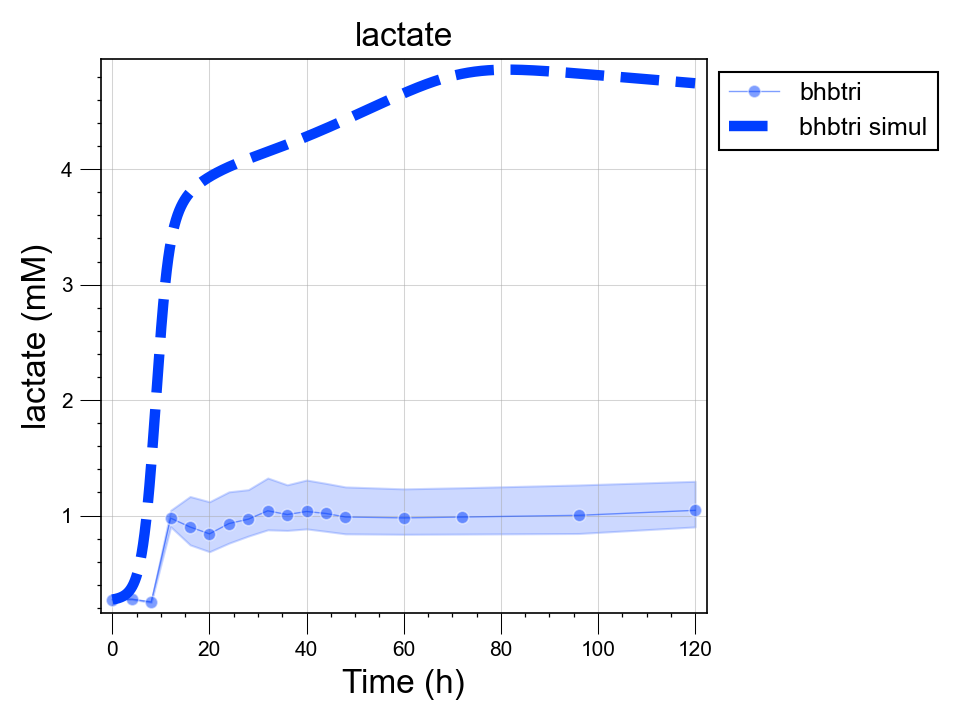 lactate
bhbtri
bhbtri simul
lactate (mM)
4
3
2
1
0 20 40 60 80 100 120
Time (h)